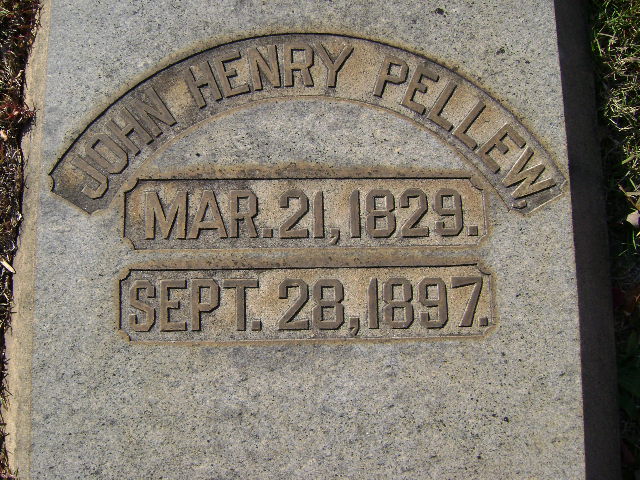 JOHN HENRY PELLEW,
MAR. 21, 1829.
SEPT. 28, 1897.